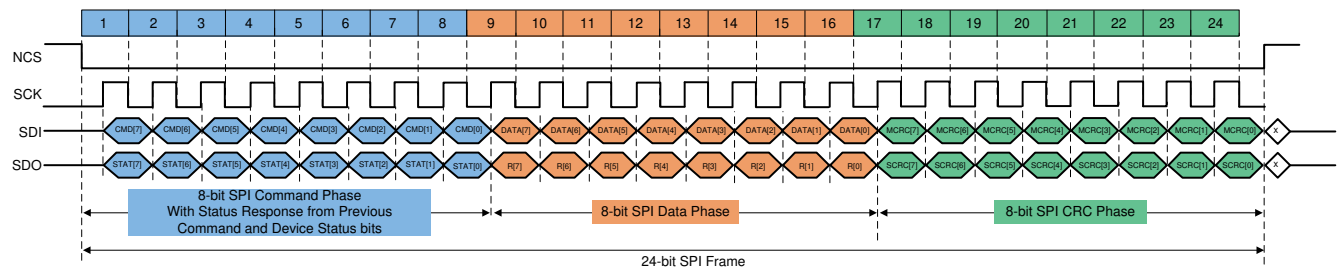 1 2 3 4 5 6 7 8 9 10 11 12 13 14 15 16 17 18 19 20 21 22 23 24
NCS
SCK
SDI CMD[7] CMD[6] CMD[5] CMD[4] CMD[3] CMD[2] CMD[1] CMD[0] DATA[7] DATA[6] DATA[5] DATA[4] DATA[3] DATA[2] DATA[1] DATA[0] MCRC[7] MCRC[6] MCRC[5] MCRC[4] MCRC[3] MCRC[2] MCRC[1] MCRC[0] X
SDO STAT[7] STAT[6] STAT[5] STAT[4] STAT[3] STAT[2] STAT[1] STAT[0] R[7] R[6] R[5] R[4] R[3] R[2] R[1] R[0] SCRC[7] SCRC[6] SCRC[5] SCRC[4] SCRC[3] SCRC[2] SCRC[1] SCRC[0] X
8-bit SPI Command Phase
With Status Response from Previous
Command and Device Status bits
8-bit SPI Data Phase
8-bit SPI CRC Phase
24-bit SPI Frame